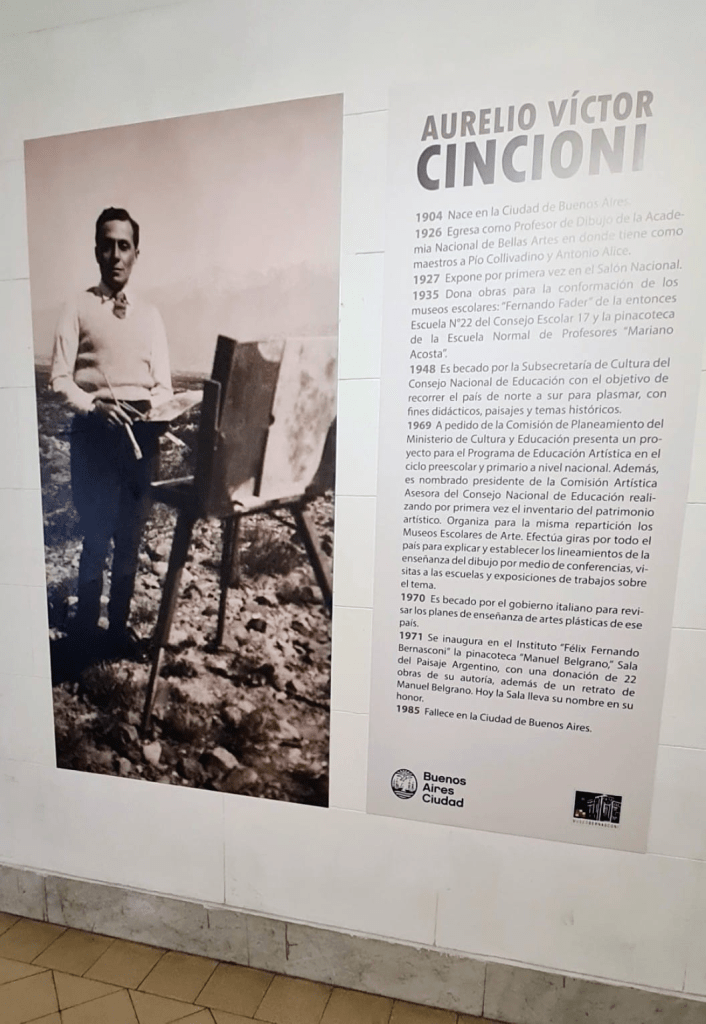 AURELIO VÍCTOR
CINCIONI
1904 Nace en la Ciudad de Buenos Aires.
1926 Egresa como Profesor de Dibujo de la Acade-
mia Nacional de Bellas Artes en donde tiene como
maestros a Pío Collivadino y Antonio Alice.
1927 Expone por primera vez en el Salón Nacional.
1935 Dona obras para la conformación de los
museos escolares: "Fernando Fader" de la entonces
Escuela N°22 del Consejo Escolar 17 y la pinacoteca
de la Escuela Normal de Profesores "Mariano
Acosta".
1948 Es becado por la Subsecretaría de Cultura del
Consejo Nacional de Educación con el objetivo de
recorrer el país de norte a sur para plasmar, con
fines didácticos, paisajes y temas históricos.
1969 A pedido de la Comisión de Planeamiento del
Ministerio de Cultura y Educación presenta un pro-
yecto para el Programa de Educación Artística en el
ciclo preescolar y primario a nivel nacional. Además,
es nombrado presidente de la Comisión Artística
Asesora del Consejo Nacional de Educación reali-
zando por primera vez el inventario del patrimonio
artístico. Organiza para la misma repartición los
Museos Escolares de Arte. Efectúa giras por todo el
país para explicar y establecer los lineamientos de la
enseñanza del dibujo por medio de conferencias, vi-
sitas a las escuelas y exposiciones de trabajos sobre
el tema.
1970 Es becado por el gobierno italiano para revi-
sar los planes de enseñanza de artes plásticas de ese
país.
1971 Se inaugura en el Instituto "Félix Fernando
Bernasconi" la pinacoteca "Manuel Belgrano," Sala
del Paisaje Argentino, con una donación de 22
obras de su autoría, además de un retrato de
Manuel Belgrano. Hoy la Sala lleva su nombre en su
honor.
1985 Fallece en la Ciudad de Buenos Aires.
Buenos
Aires
Ciudad